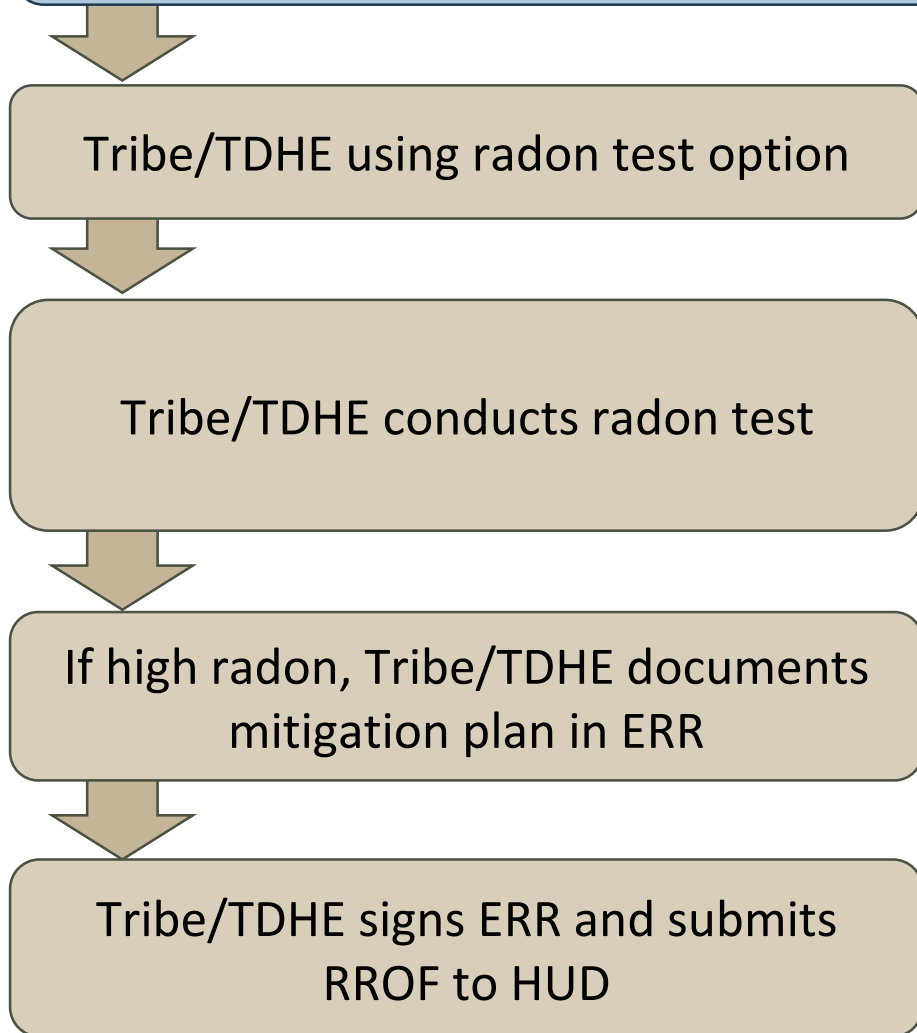 Tribe/TDHE using radon test option
Tribe/TDHE conducts radon test
If high radon, Tribe/TDHE documents
mitigation plan in ERR
Tribe/TDHE signs ERR and submits
RROF to HUD